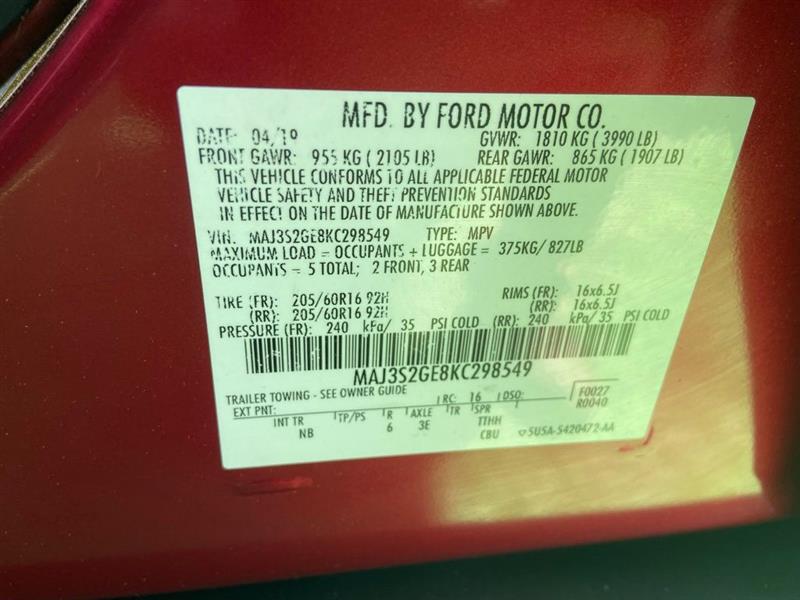 MFD. BY FORD MOTOR CO.
DATE: 04/19 GVWR: 1810 KG ( 3990 LB)
FRONT GAWR: 955 KG ( 2105 LB) REAR GAWR: 865 KG ( 1907 LB)
THIS VEHICLE CONFORMS TO ALL APPLICABLE FEDERAL MOTOR
VEHICLE SAFETY AND THEFT PREVENTION STANDARDS
IN EFFECT ON THE DATE OF MANUFACTURE SHOWN ABOVE.
VIN: MAJ3S2GE8KC298549 TYPE: MPV
MAXIMUM LOAD = OCCUPANTS + LUGGAGE = 375KG/ 827LB
OCCUPANTS = 5 TOTAL; 2 FRONT, 3 REAR
TIRE (FR): 205/60R16 92H RIMS (FR): 16x6.5J
(RR): 205/60R16 92H (RR): 16x6.5J
PRESSURE (FR): 240 kPa/ 35 PSI COLD (RR): 240 kPa/ 35 PSI COLD
MAJ3S2GE8KC298549
TRAILER TOWING - SEE OWNER GUIDE RC: 16 DSO: F0027
EXT PNT: R0040
INT TR TP/PS R AXLE TR SPR
NB 6 3E TTHH
CBU 5U5A-5420472-AA